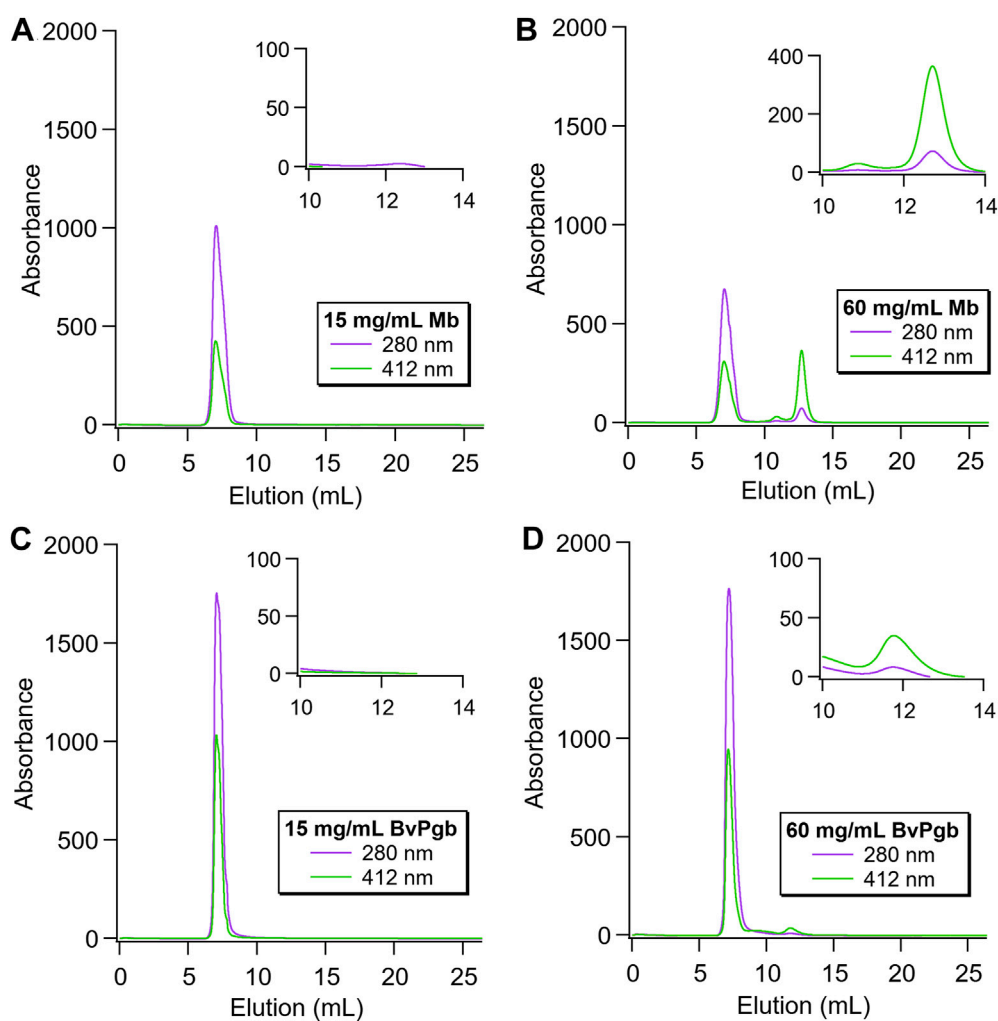 A
2000
1500
1000
500
0
Absorbance
100
50
0
10 12 14
15 mg/mL Mb
280 nm
412 nm
0 5 10 15 20 25
Elution (mL)
B
2000
1500
1000
500
0
Absorbance
400
200
0
10 12 14
60 mg/mL Mb
280 nm
412 nm
0 5 10 15 20 25
Elution (mL)
C
2000
1500
1000
500
0
Absorbance
100
50
0
10 12 14
15 mg/mL BvPgb
280 nm
412 nm
0 5 10 15 20 25
Elution (mL)
D
2000
1500
1000
500
0
Absorbance
100
50
0
10 12 14
60 mg/mL BvPgb
280 nm
412 nm
0 5 10 15 20 25
Elution (mL)